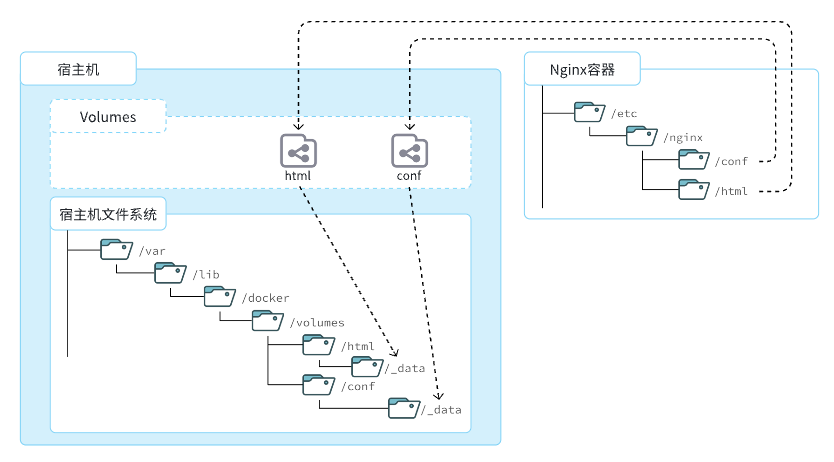 宿主机
Volumes
html
conf
宿主机文件系统
/var
/lib
/docker
/volumes
/html
/_data
/conf
/_data
Nginx容器
/etc
/nginx
/conf
/html